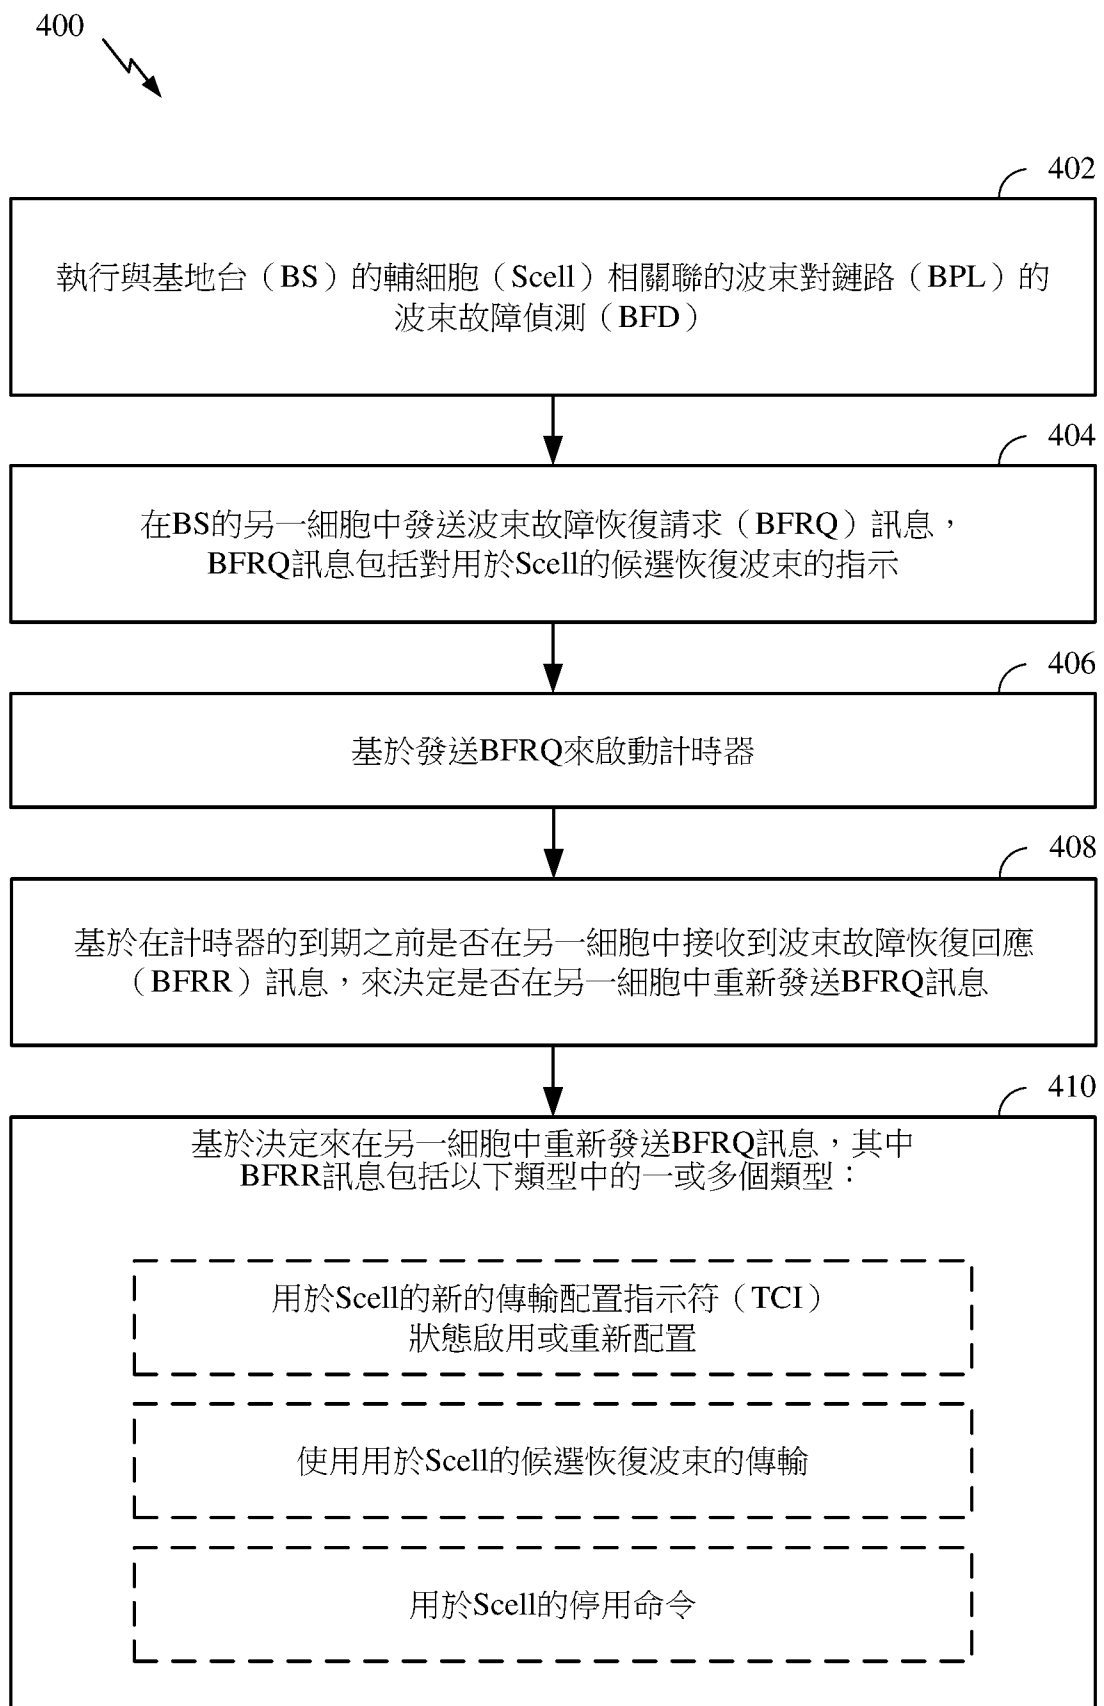 400
402
執行與基地台（BS）的輔細胞（Scell）相關聯的波束對鏈路（BPL）的
波束故障偵測（BFD）
404
在BS的另一細胞中發送波束故障恢復請求（BFRQ）訊息，
BFRQ訊息包括對用於Scell的候選恢復波束的指示
406
基於發送BFRQ來啟動計時器
408
基於在計時器的到期之前是否在另一細胞中接收到波束故障恢復回應
（BFRR）訊息，來決定是否在另一細胞中重新發送BFRQ訊息
410
基於決定來在另一細胞中重新發送BFRQ訊息，其中
BFRR訊息包括以下類型中的一或多個類型：
用於Scell的新的傳輸配置指示符（TCI）
狀態啟用或重新配置
使用用於Scell的候選恢復波束的傳輸
用於Scell的停用命令